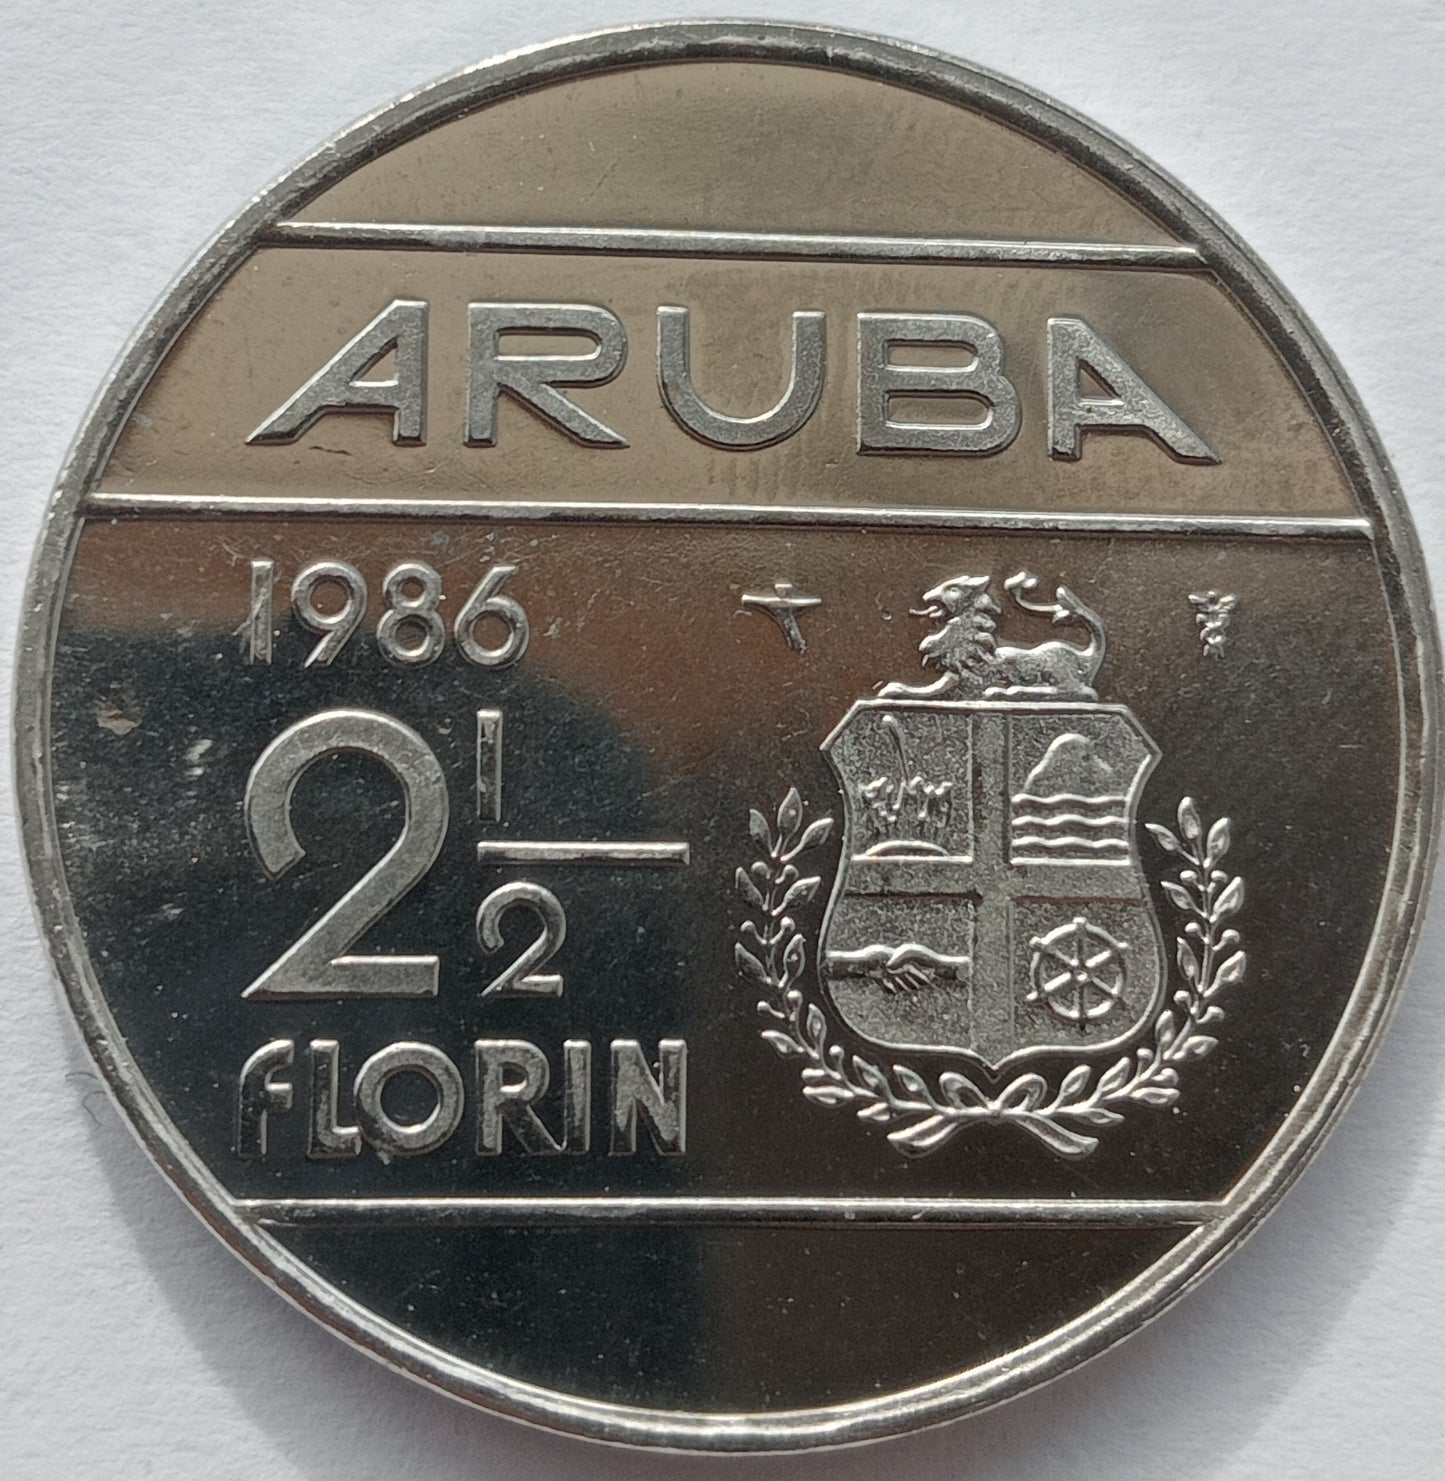 ARUBA
1986
2 1/2
FLORIN